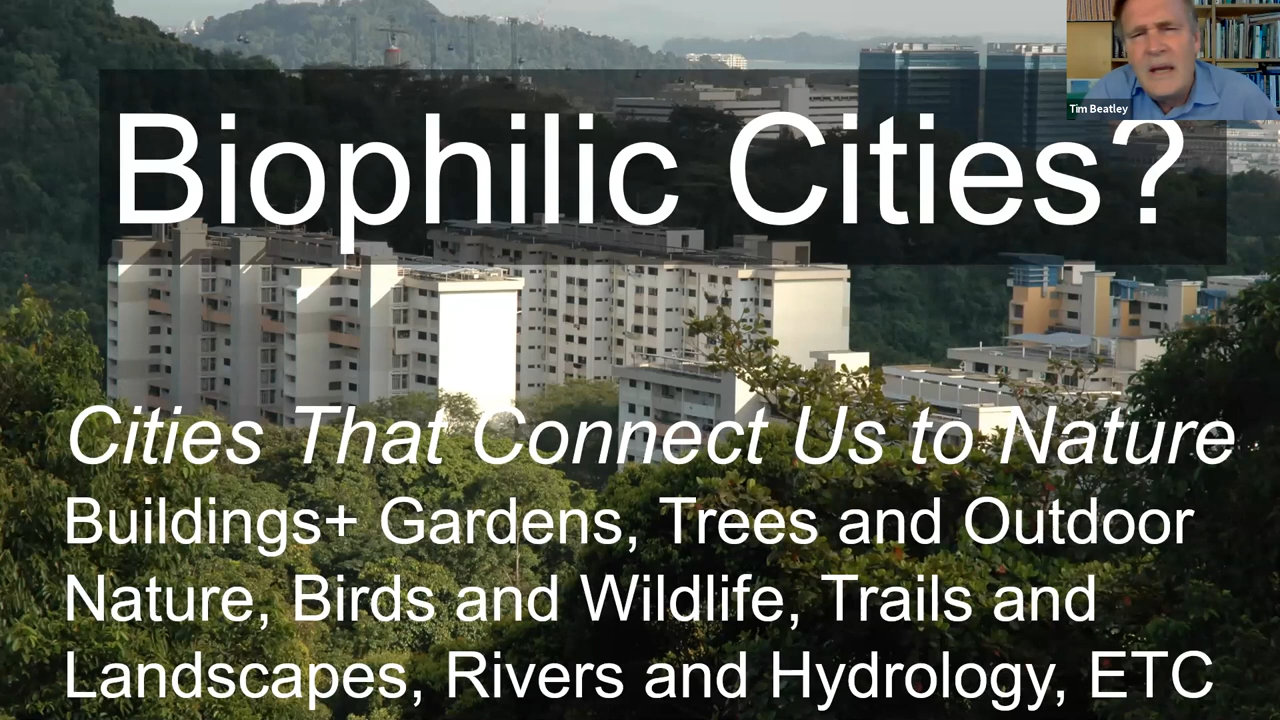 Tim Beatley
Biophilic Cities?
Cities That Connect Us to Nature
Buildings+ Gardens, Trees and Outdoor
Nature, Birds and Wildlife, Trails and
Landscapes, Rivers and Hydrology, ETC